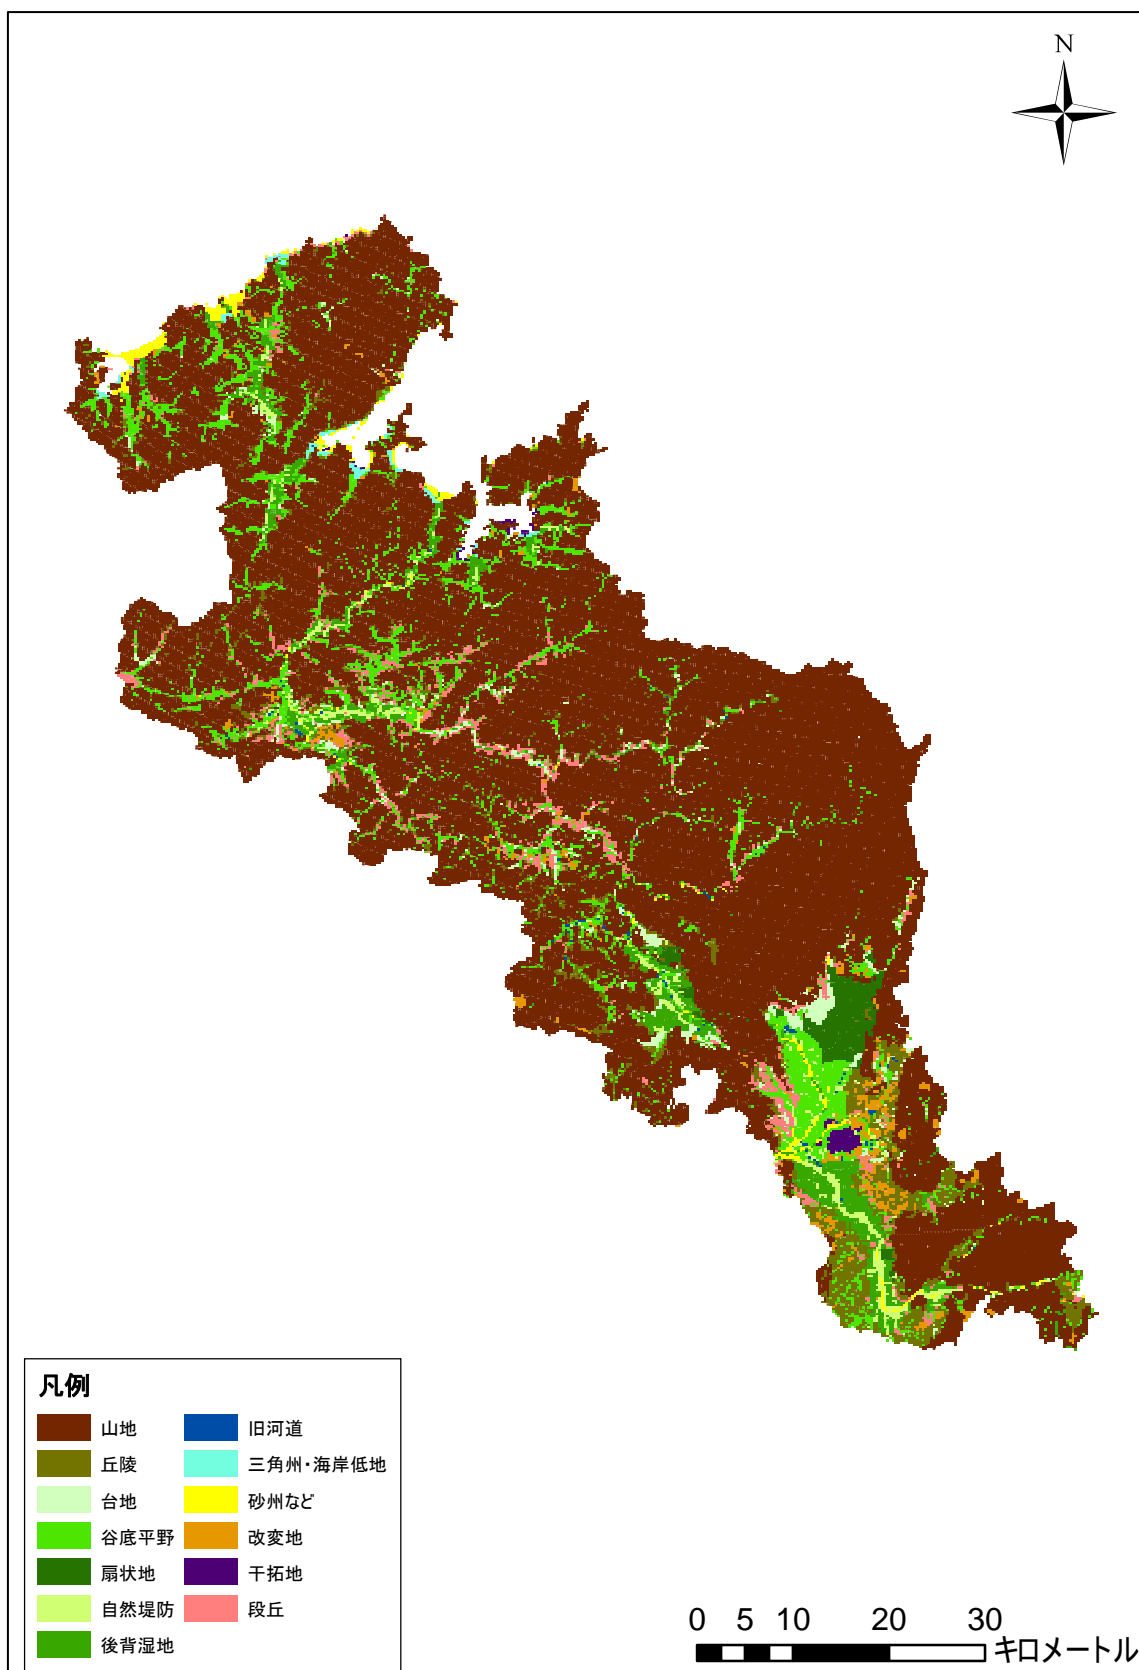 N
凡例
山地
丘陵
台地
谷底平野
扇状地
自然堤防
後背湿地
旧河道
三角州・海岸低地
砂州など
改変地
干拓地
段丘
0 5 10 20 30
キロメートル